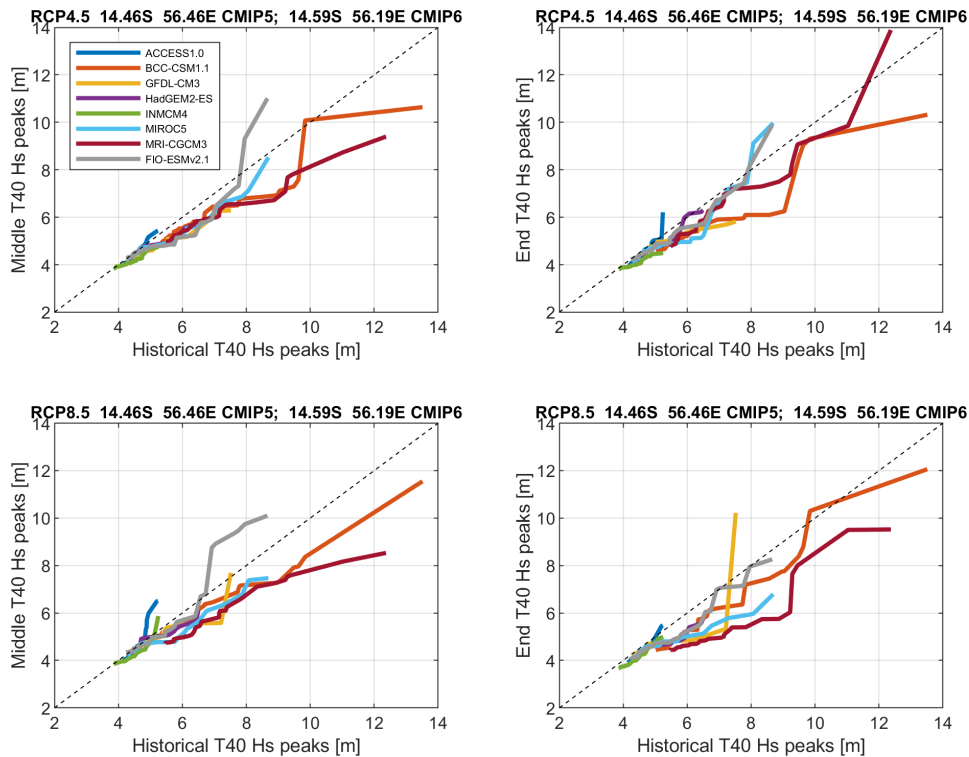 RCP4.5 14.46S 56.46E CMIP5; 14.59S 56.19E CMIP6
14
12
10
8
6
4
2
Middle T40 Hs peaks [m]
ACCESS1.0
BCC-CSM1.1
GFDL-CM3
HadGEM2-ES
INMCM4
MIROC5
MRI-CGCM3
FIO-ESMv2.1
2 4 6 8 10 12 14
Historical T40 Hs peaks [m]
RCP4.5 14.46S 56.46E CMIP5; 14.59S 56.19E CMIP6
14
12
10
8
6
4
2
End T40 Hs peaks [m]
2 4 6 8 10 12 14
Historical T40 Hs peaks [m]
RCP8.5 14.46S 56.46E CMIP5; 14.59S 56.19E CMIP6
14
12
10
8
6
4
2
Middle T40 Hs peaks [m]
2 4 6 8 10 12 14
Historical T40 Hs peaks [m]
RCP8.5 14.46S 56.46E CMIP5; 14.59S 56.19E CMIP6
14
12
10
8
6
4
2
End T40 Hs peaks [m]
2 4 6 8 10 12 14
Historical T40 Hs peaks [m]